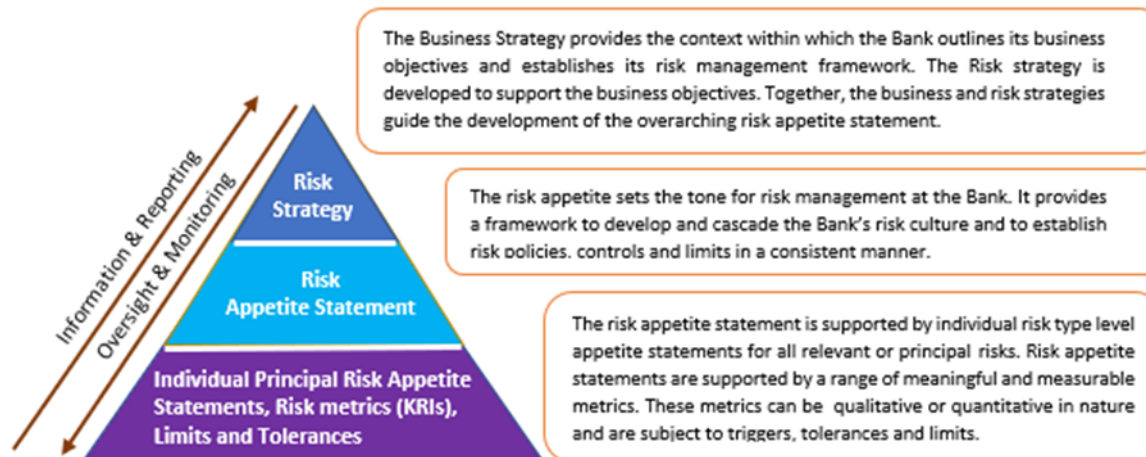 The Business Strategy provides the context within which the Bank outlines its business
objectives and establishes its risk management framework. The Risk strategy is
developed to support the business objectives. Together, the business and risk strategies
guide the development of the overarching risk appetite statement.
Information & Reporting
Oversight & Monitoring
Risk
Strategy
The risk appetite sets the tone for risk management at the Bank. It provides
a framework to develop and cascade the Bank's risk culture and to establish
risk policies, controls and limits in a consistent manner.
Risk
Appetite Statement
The risk appetite statement is supported by individual risk type level
appetite statements for all relevant or principal risks. Risk appetite
statements are supported by a range of meaningful and measurable
metrics. These metrics can be qualitative or quantitative in nature
and are subject to triggers, tolerances and limits.
Individual Principal Risk Appetite
Statements, Risk metrics (KRIs),
Limits and Tolerances